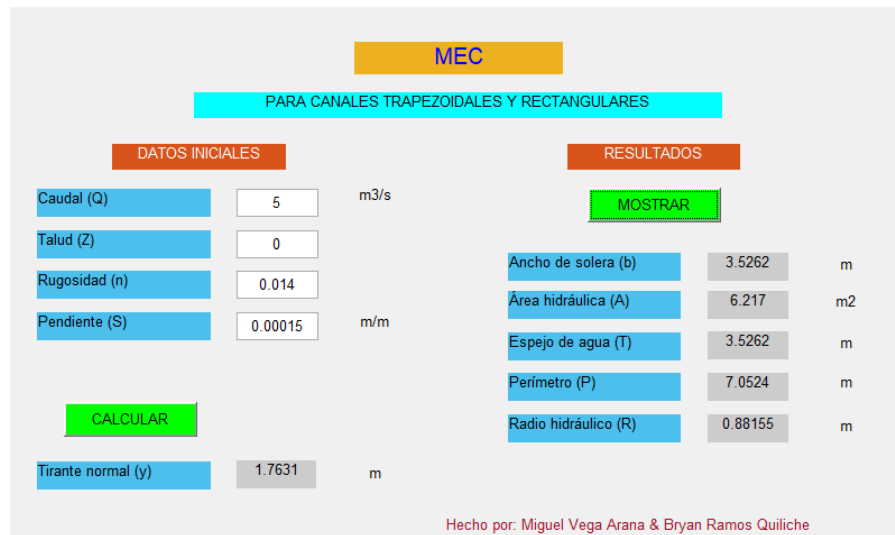 MEC
PARA CANALES TRAPEZOIDALES Y RECTANGULARES
DATOS INICIALES
Caudal (Q) 5 m3/s
Talud (Z) 0
Rugosidad (n) 0.014
Pendiente (S) 0.00015 m/m
CALCULAR
Tirante normal (y) 1.7631 m
RESULTADOS
MOSTRAR
Ancho de solera (b) 3.5262 m
Área hidráulica (A) 6.217 m2
Espejo de agua (T) 3.5262 m
Perímetro (P) 7.0524 m
Radio hidráulico (R) 0.88155 m
Hecho por: Miguel Vega Arana & Bryan Ramos Quiliche